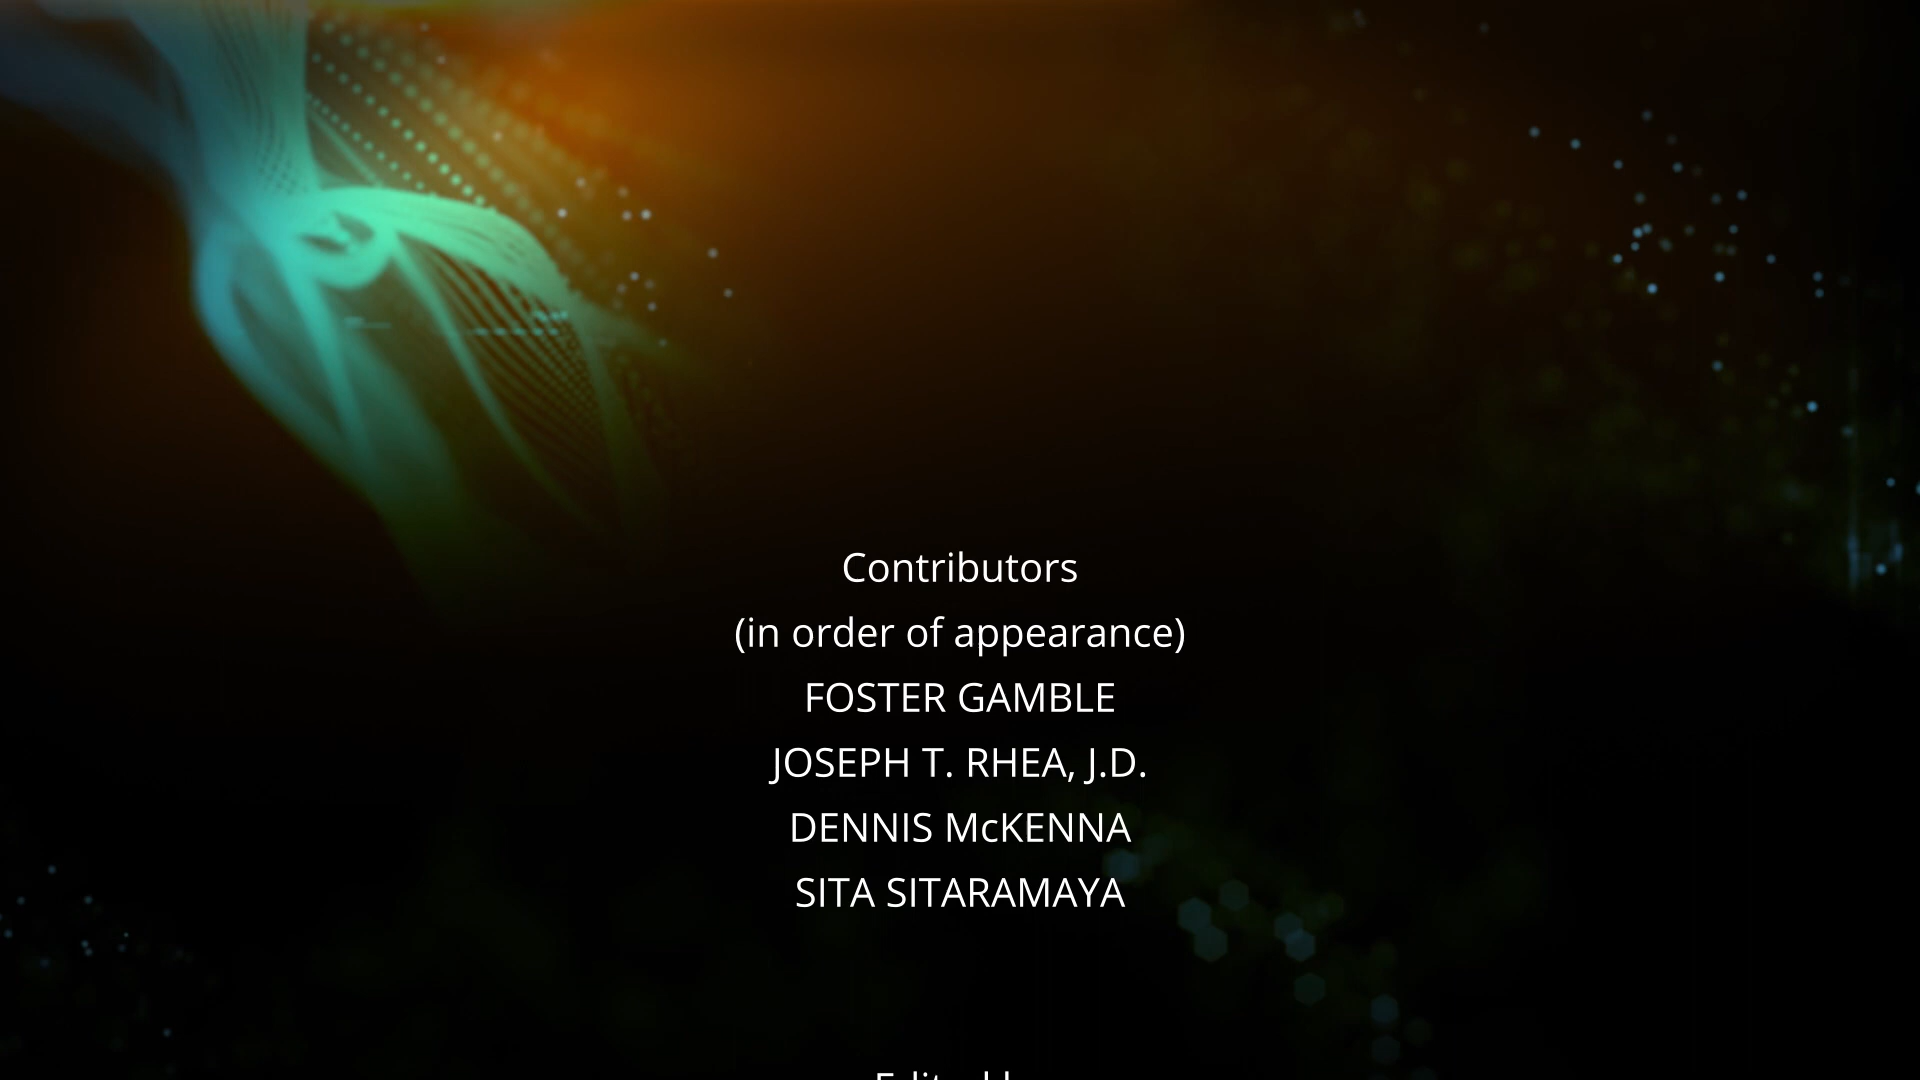 Contributors
(in order of appearance)
FOSTER GAMBLE
JOSEPH T. RHEA, J.D.
DENNIS McKENNA
SITA SITARAMAYA